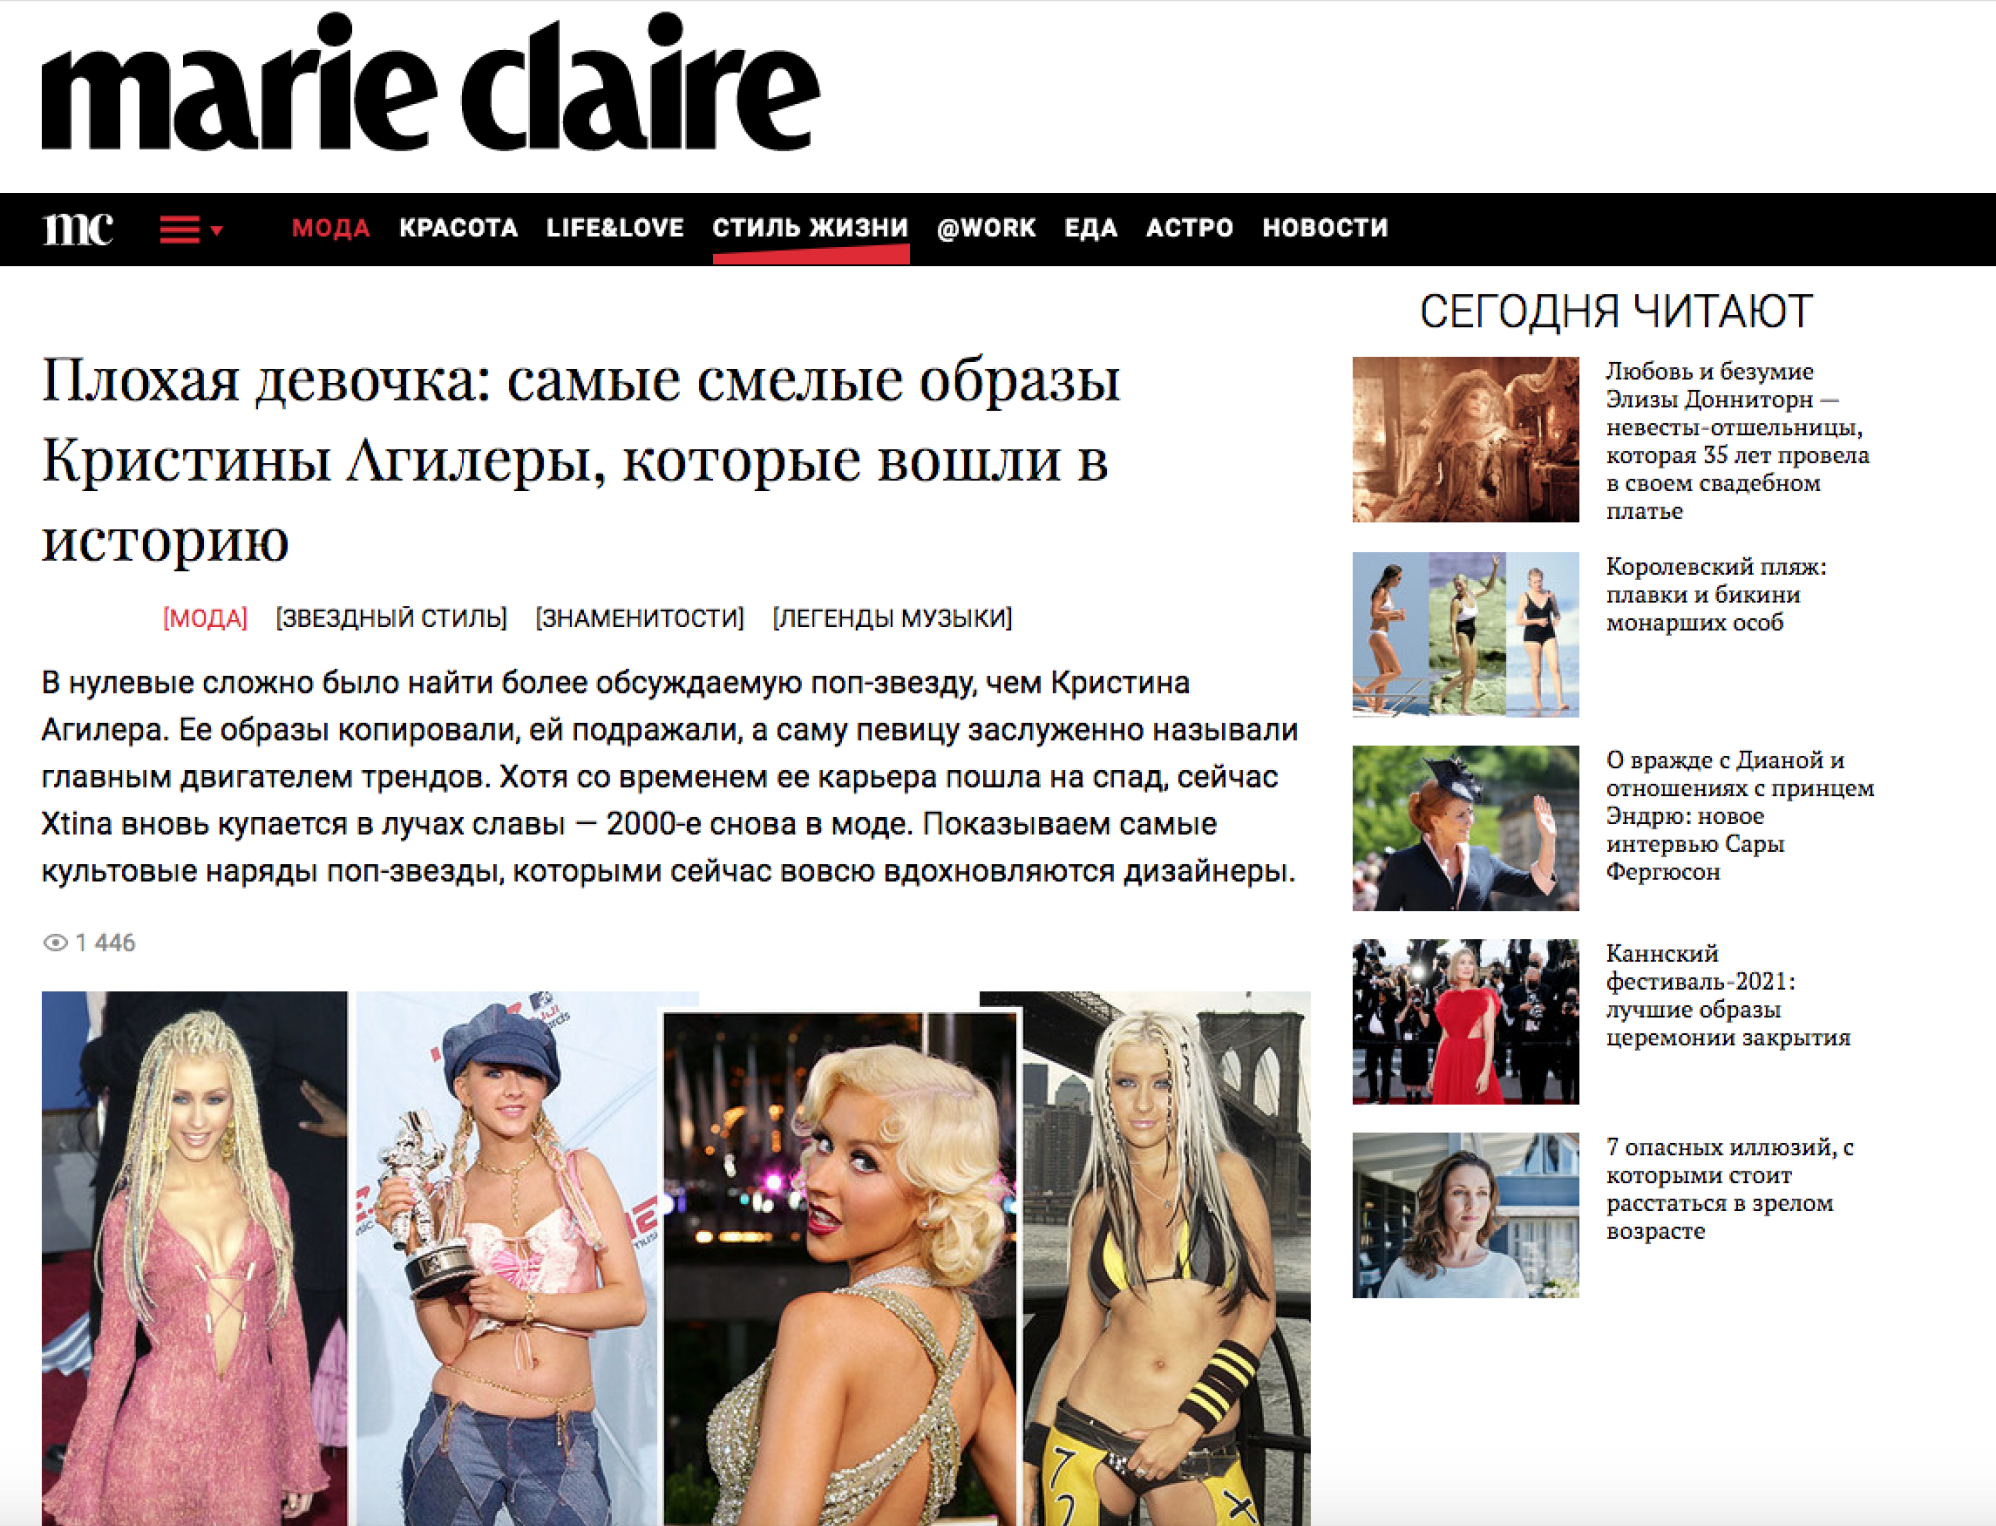 marie claire
mc
МОДА КРАСОТА LIFE&LOVE СТИЛЬ ЖИЗНИ @WORK ЕДА АСТРО НОВОСТИ
Плохая девочка: самые смелые образы
Кристины Агилеры, которые вошли в
историю
[МОДА] [ЗВЕЗДНЫЙ СТИЛЬ] [ЗНАМЕНИТОСТИ] [ЛЕГЕНДЫ МУЗЫКИ]
В нулевые сложно было найти более обсуждаемую поп-звезду, чем Кристина
Агилера. Ее образы копировали, ей подражали, а саму певицу заслуженно называли
главным двигателем трендов. Хотя со временем ее карьера пошла на спад, сейчас
Xtina вновь купается в лучах славы — 2000-е снова в моде. Показываем самые
культовые наряды поп-звезды, которыми сейчас вовсю вдохновляются дизайнеры.
1 446
СЕГОДНЯ ЧИТАЮТ
Любовь и безумие
Элизы Донниторн —
невесты-отшельницы,
которая 35 лет провела
в своем свадебном
платье
Королевский пляж:
плавки и бикини
монарших особ
О вражде с Дианой и
отношениях с принцем
Эндрю: новое
интервью Сары
Фергюсон
Каннский
фестиваль-2021:
лучшие образы
церемонии закрытия
7 опасных иллюзий, с
которыми стоит
расстаться в зрелом
возрасте